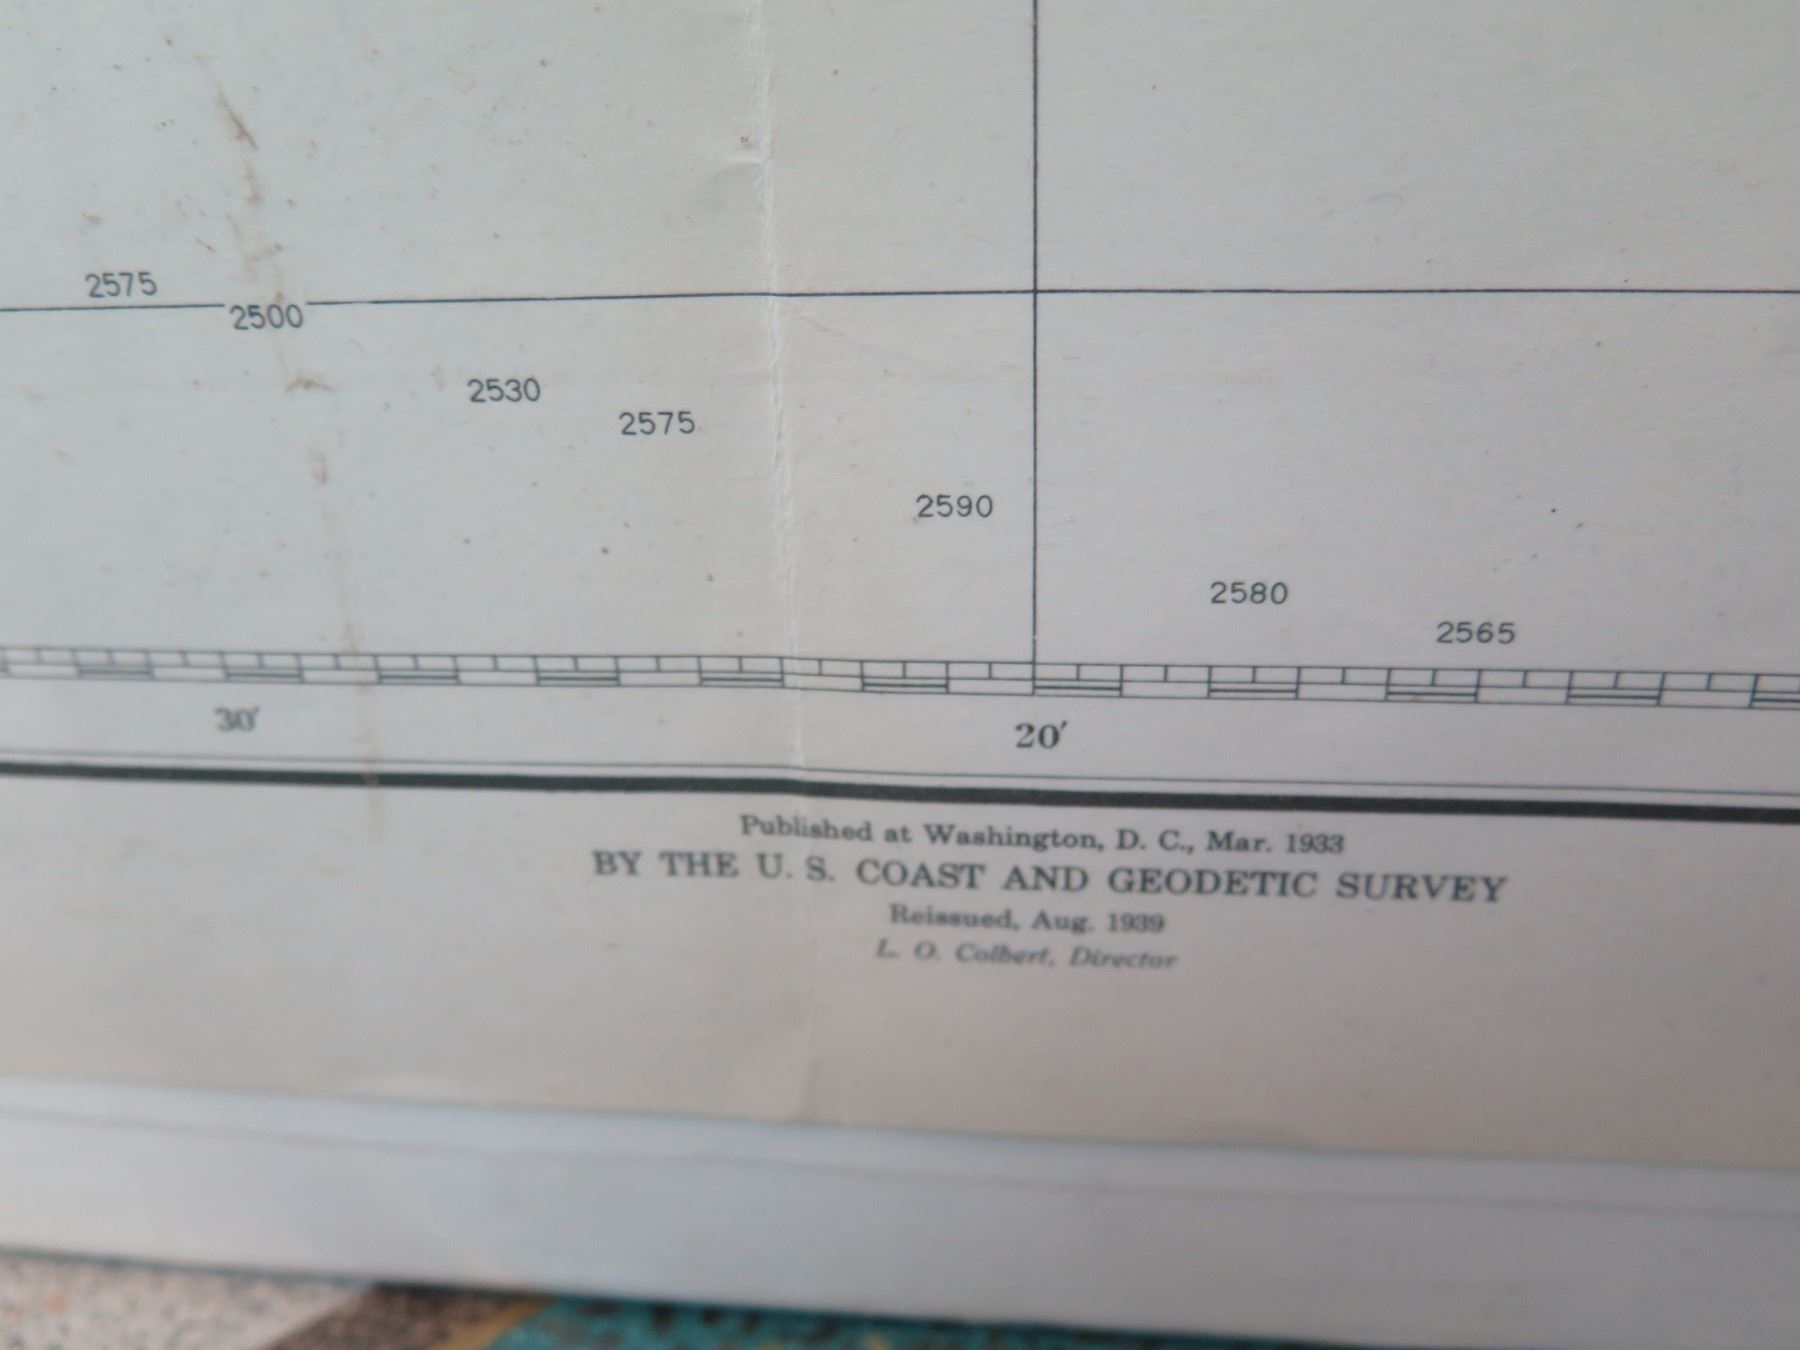 2575
2500
2530
2575
2590
2580
2565
30′
20′
Published at Washington, D. C., Mar. 1933
BY THE U. S. COAST AND GEODETIC SURVEY
Reissued, Aug. 1939
L. O. Colbert, Director